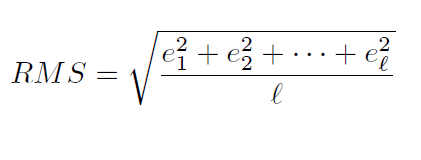 $RMS = \sqrt{\frac{e_1^2 + e_2^2 + \cdots + e_\ell^2}{\ell}}$